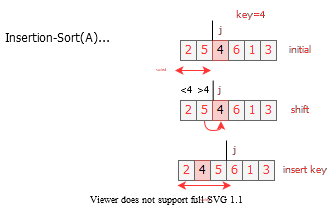 key=4
j
Insertion-Sort(A)...
2 5 4 6 1 3 initial
sorted
<4 >4 j
2 5 4 6 1 3 shift
j
2 4 5 6 1 3 insert key
Viewer does not support full SVG 1.1